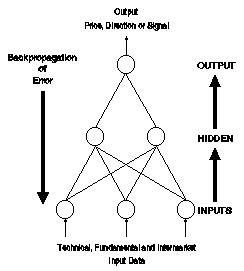 Output
Price, Direction or Signal
Backpropagation
of
Error
OUTPUT
HIDDEN
INPUTS
Technical, Fundamental and Intermarket
Input Data